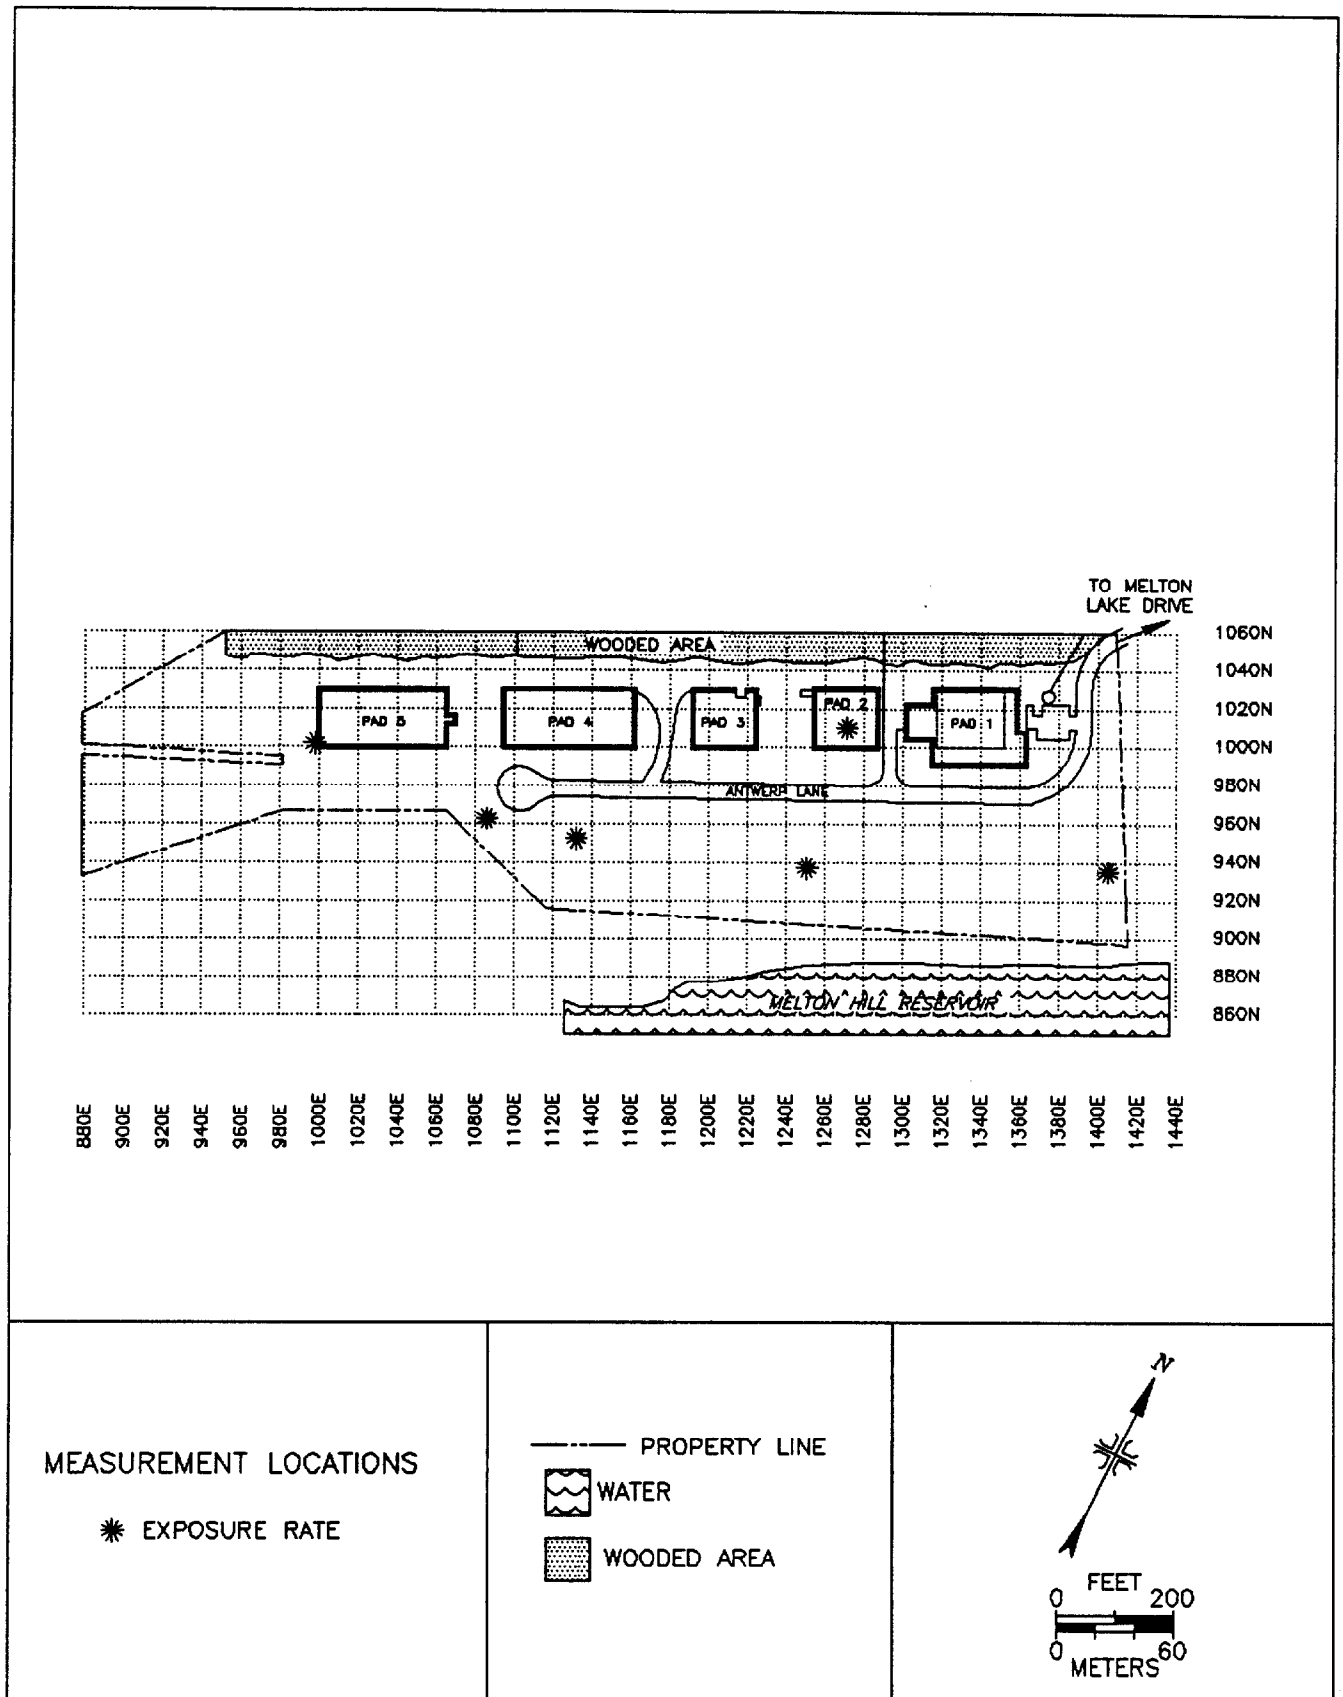 TO MELTON
LAKE DRIVE
WOODED AREA
1060N
1040N
1020N
1000N
980N
960N
940N
920N
900N
880N
860N
PAD 5
PAD 4
PAD 3
PAD 2
PAD 1
ANTWERP LANE
MELTON HILL RESERVOIR
880E
900E
920E
940E
960E
980E
1000E
1020E
1040E
1060E
1080E
1100E
1120E
1140E
1160E
1180E
1200E
1220E
1240E
1260E
1280E
1300E
1320E
1340E
1360E
1380E
1400E
1420E
1440E
MEASUREMENT LOCATIONS
EXPOSURE RATE
PROPERTY LINE
WATER
WOODED AREA
N
FEET
0 200
0 60
METERS